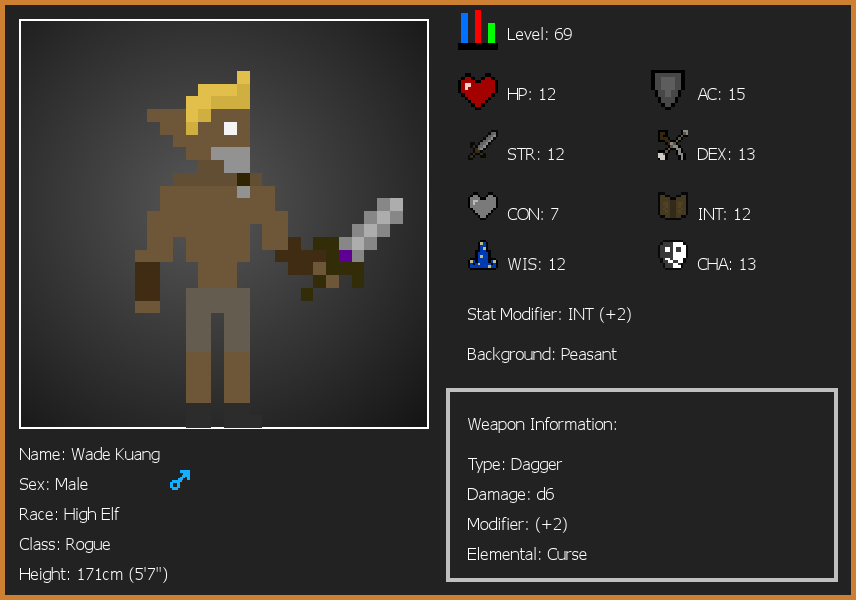 Level: 69
HP: 12
AC: 15
STR: 12
DEX: 13
CON: 7
INT: 12
WIS: 12
CHA: 13
Stat Modifier: INT (+2)
Background: Peasant
Weapon Information:
Type: Dagger
Damage: d6
Modifier: (+2)
Elemental: Curse
Name: Wade Kuang
Sex: Male
Race: High Elf
Class: Rogue
Height: 171cm (5'7")